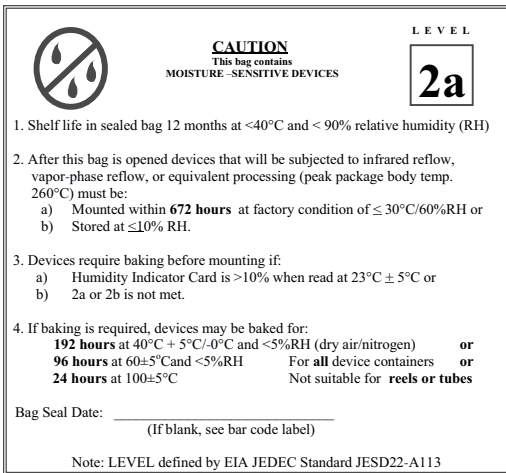 LEVEL
CAUTION
This bag contains
MOISTURE –SENSITIVE DEVICES
2a
1. Shelf life in sealed bag 12 months at <40°C and < 90% relative humidity (RH)
2. After this bag is opened devices that will be subjected to infrared reflow,
vapor-phase reflow, or equivalent processing (peak package body temp.
260°C) must be:
a) Mounted within 672 hours at factory condition of ≤ 30°C/60%RH or
b) Stored at ≤10% RH.
3. Devices require baking before mounting if:
a) Humidity Indicator Card is >10% when read at 23°C ± 5°C or
b) 2a or 2b is not met.
4. If baking is required, devices may be baked for:
192 hours at 40°C + 5°C/-0°C and <5%RH (dry air/nitrogen) or
96 hours at 60±5°Cand <5%RH For all device containers or
24 hours at 100±5°C Not suitable for reels or tubes
Bag Seal Date: ______________________________
(If blank, see bar code label)
Note: LEVEL defined by EIA JEDEC Standard JESD22-A113